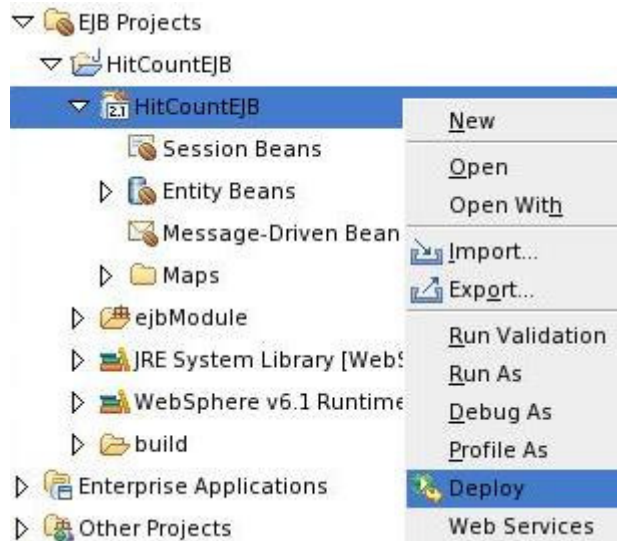 EJB Projects
HitCountEJB
HitCountEJB
2.1
Session Beans
Entity Beans
Message-Driven Bean
Maps
ejbModule
JRE System Library [WebS
WebSphere v6.1 Runtime
build
Enterprise Applications
Other Projects
New
Open
Open With
Import...
Export...
Run Validation
Run As
Debug As
Profile As
Deploy
Web Services